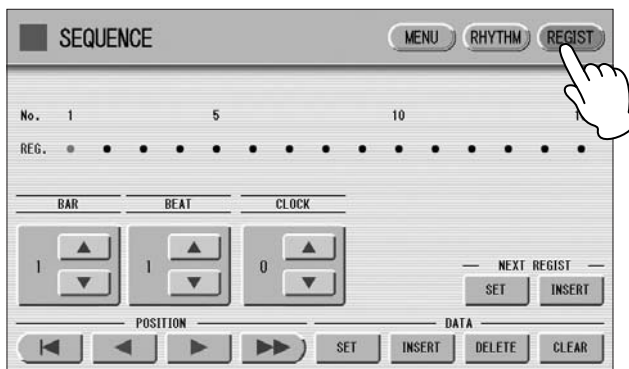 SEQUENCE MENU RHYTHM REGIST
No. 1 5 10 1
REG.
BAR BEAT CLOCK
1 1 0
NEXT REGIST
SET INSERT
POSITION DATA
SET INSERT DELETE CLEAR